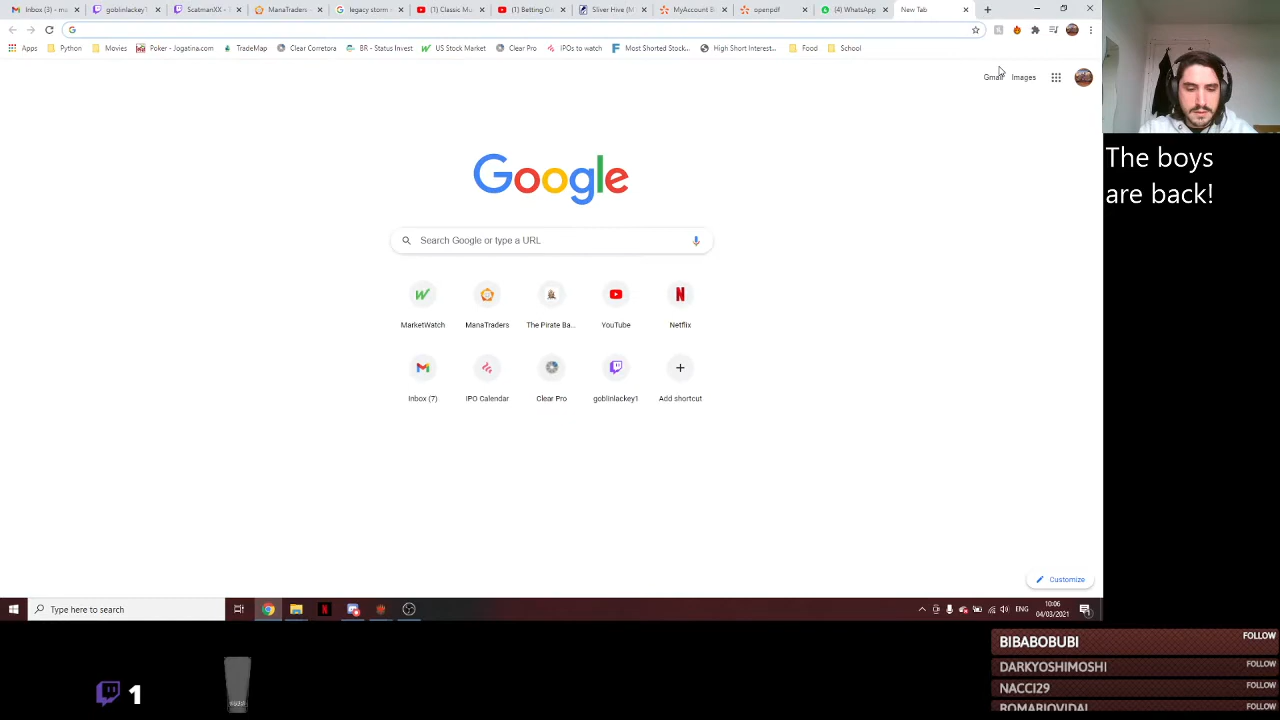 Inbox (3) - ma
goblinlackey1
ScatmanXX -
ManaTraders -
legacy storm -
(1) Classic Mu
(1) Betting O
Sliver Hive (M
MyAccount B
openpdf
(4) WhatsApp
New Tab
Apps
Python
Movies
Poker - Jogatina.com
TradeMap
Clear Corretora
BR - Status Invest
US Stock Market
Clear Pro
IPOs to watch
Most Shorted Stock...
High Short Interest...
Food
School
Gmail
Images
Google
Search Google or type a URL
MarketWatch
ManaTraders
The Pirate Ba...
YouTube
Netflix
Inbox (7)
IPO Calendar
Clear Pro
goblinlackey1
Add shortcut
Customize
The boys
are back!
Type here to search
ENG
10:06
04/03/2021
1
BIBABOBUBI FOLLOW
DARKYOSHIMOSHI FOLLOW
NACCI29 FOLLOW
ROMARIOVIDAL FOLLOW